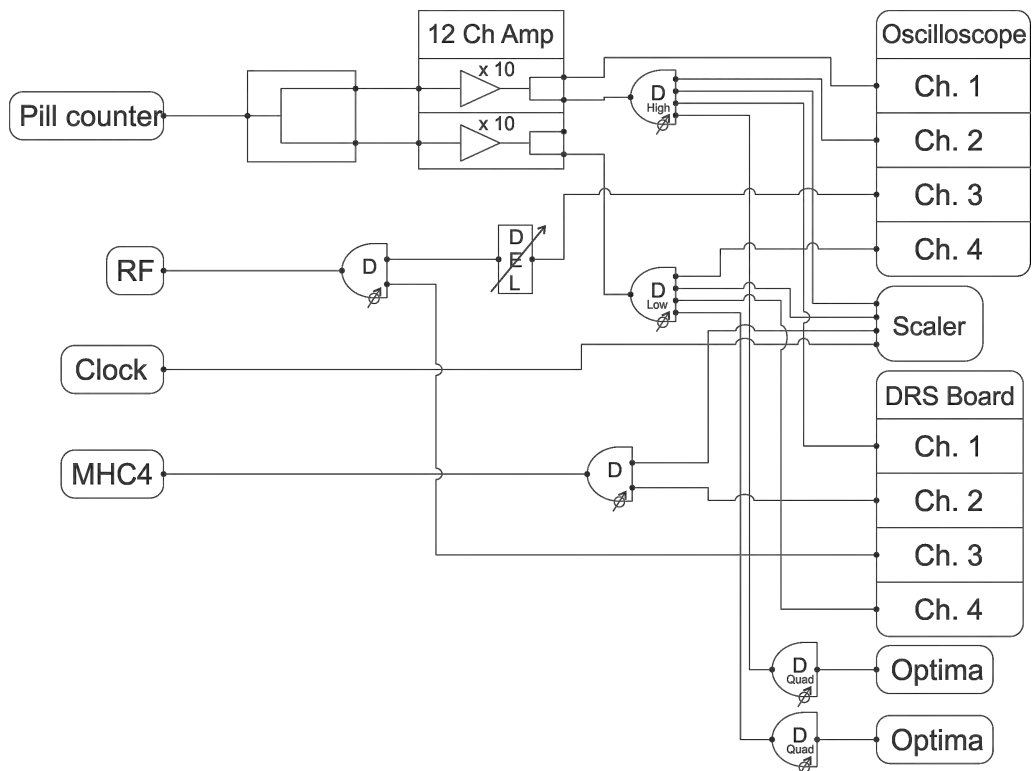 12 Ch Amp
x 10
x 10
Pill counter
D
High
Oscilloscope
Ch. 1
Ch. 2
Ch. 3
Ch. 4
RF
D
D
E
L
D
Low
Scaler
Clock
DRS Board
Ch. 1
Ch. 2
Ch. 3
Ch. 4
MHC4
D
D
Quad
Optima
D
Quad
Optima